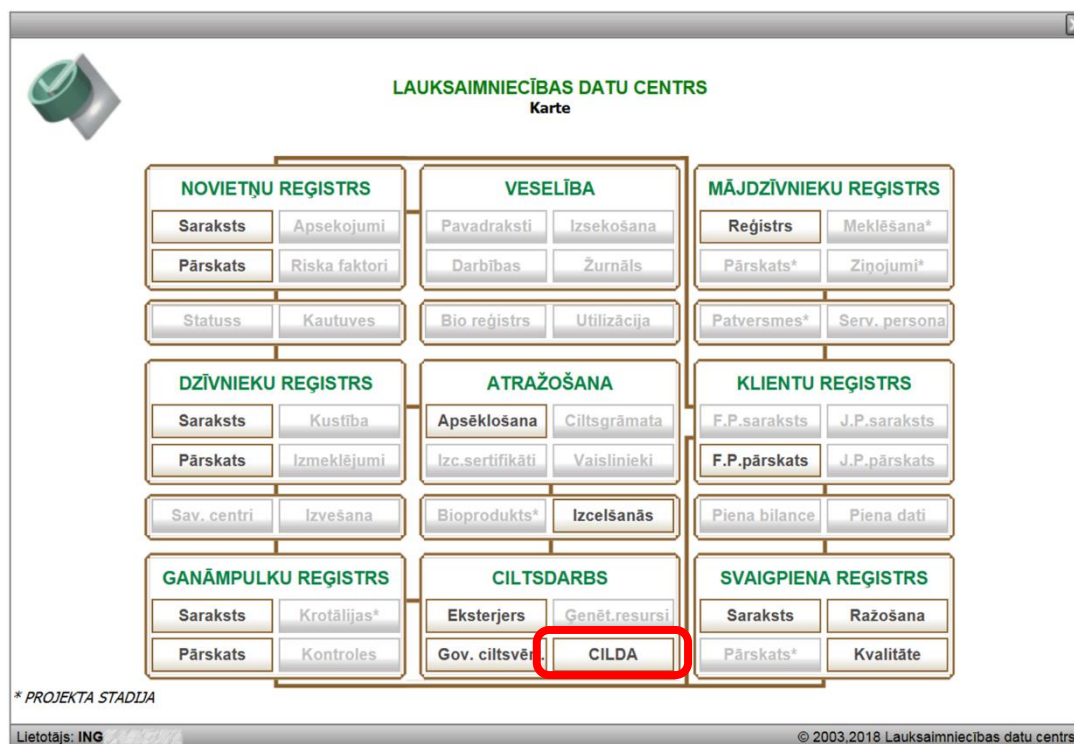 LAUKSAIMNIECĪBAS DATU CENTRS
Karte
NOVIETŅU REĢISTRS
Saraksts Apsekojumi
Pārskats Riska faktori
Statuss Kautuves
VESELĪBA
Pavadraksti Izsekošana
Darbības Žurnāls
Bio reģistrs Utilizācija
MĀJDZĪVNIEKU REĢISTRS
Reģistrs Meklēšana*
Pārskats* Ziņojumi*
Patversmes* Serv. persona
DZĪVNIEKU REĢISTRS
Saraksts Kustība
Pārskats Izmeklējumi
Sav. centri Izvešana
ATRAŽOŠANA
Apsēklošana Ciltsgrāmata
Izc.sertifikāti Vaislinieki
Bioprodukts* Izcelšanās
KLIENTU REĢISTRS
F.P.saraksts J.P.saraksts
F.P.pārskats J.P.pārskats
Piena bilance Piena dati
GANĀMPULKU REĢISTRS
Saraksts Krotālijas*
Pārskats Kontroles
CILTSDARBS
Eksterjers Ģenēt.resursi
Gov. CILDA
SVAIGPIENA REĢISTRS
Saraksts Ražošana
Pārskats* Kvalitāte
* PROJEKTA STADIJA
Lietotājs: ING
© 2003,2018 Lauksaimniecības datu centrs